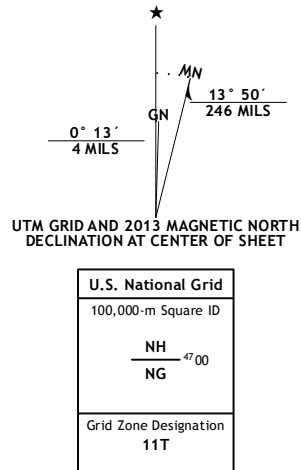 MN
13° 50´
246 MILS
GN
0° 13´
4 MILS
UTM GRID AND 2013 MAGNETIC NORTH
DECLINATION AT CENTER OF SHEET
U.S. National Grid
100,000-m Square ID
NH
4700
NG
Grid Zone Designation
11T